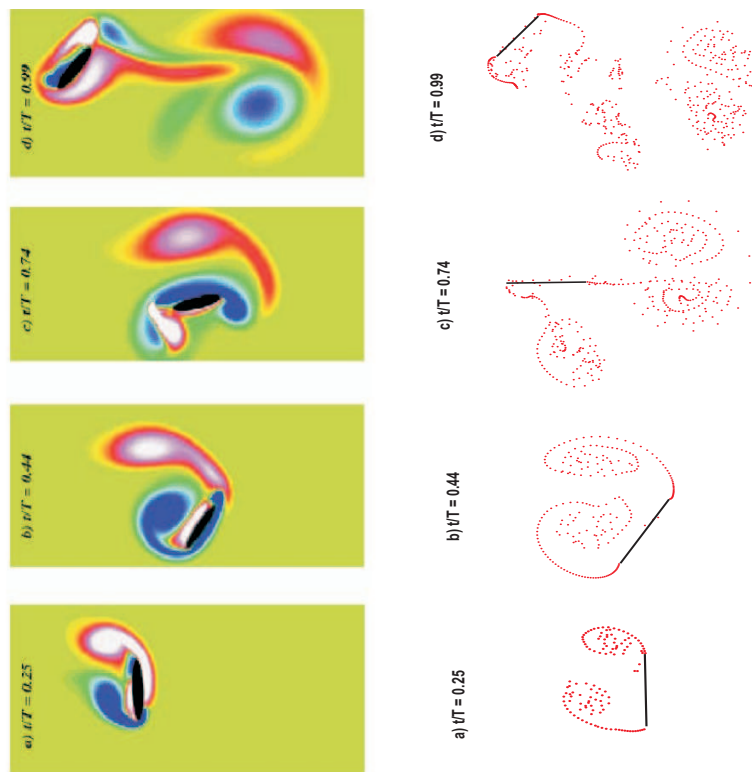 a) t/T = 0.25
b) t/T = 0.44
c) t/T = 0.74
d) t/T = 0.99
a) t/T = 0.25
b) t/T = 0.44
c) t/T = 0.74
d) t/T = 0.99